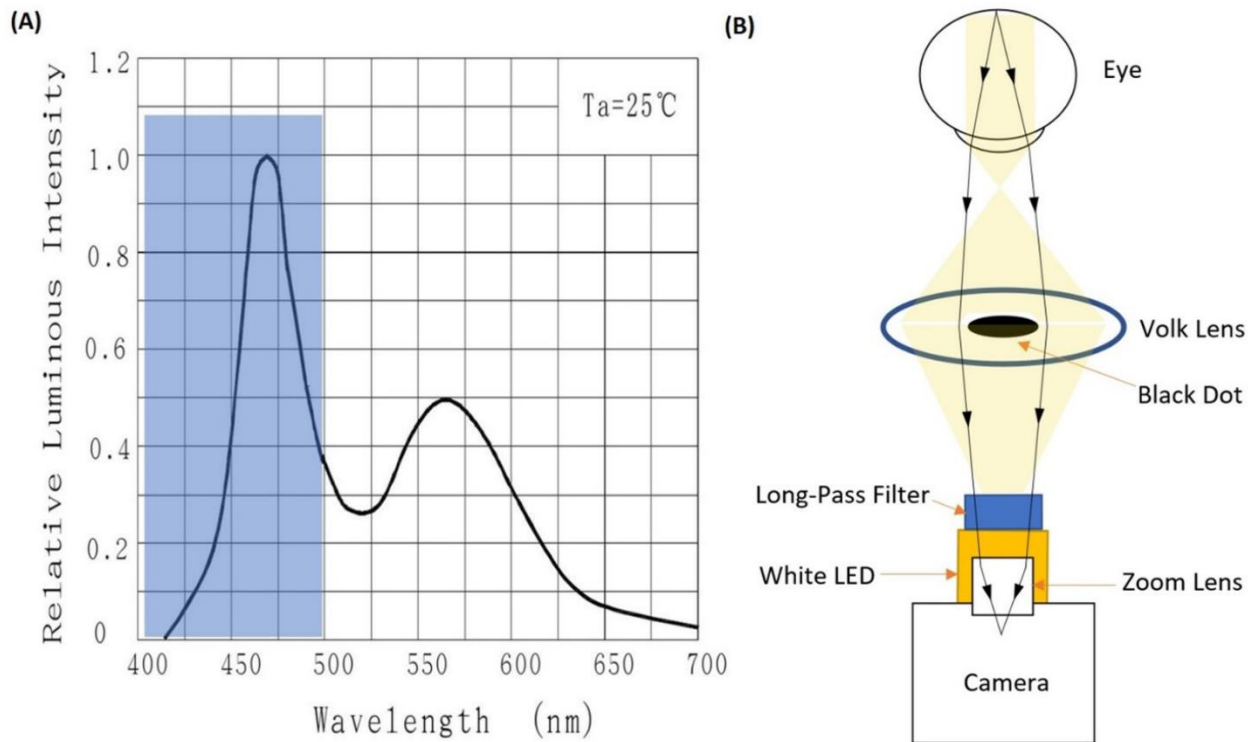 (A)
Relative Luminous Intensity
1.2
1.0
0.8
0.6
0.4
0.2
0
Ta=25℃
400 450 500 550 600 650 700
Wavelength (nm)
(B)
Eye
Volk Lens
Black Dot
Long-Pass Filter
White LED
Zoom Lens
Camera